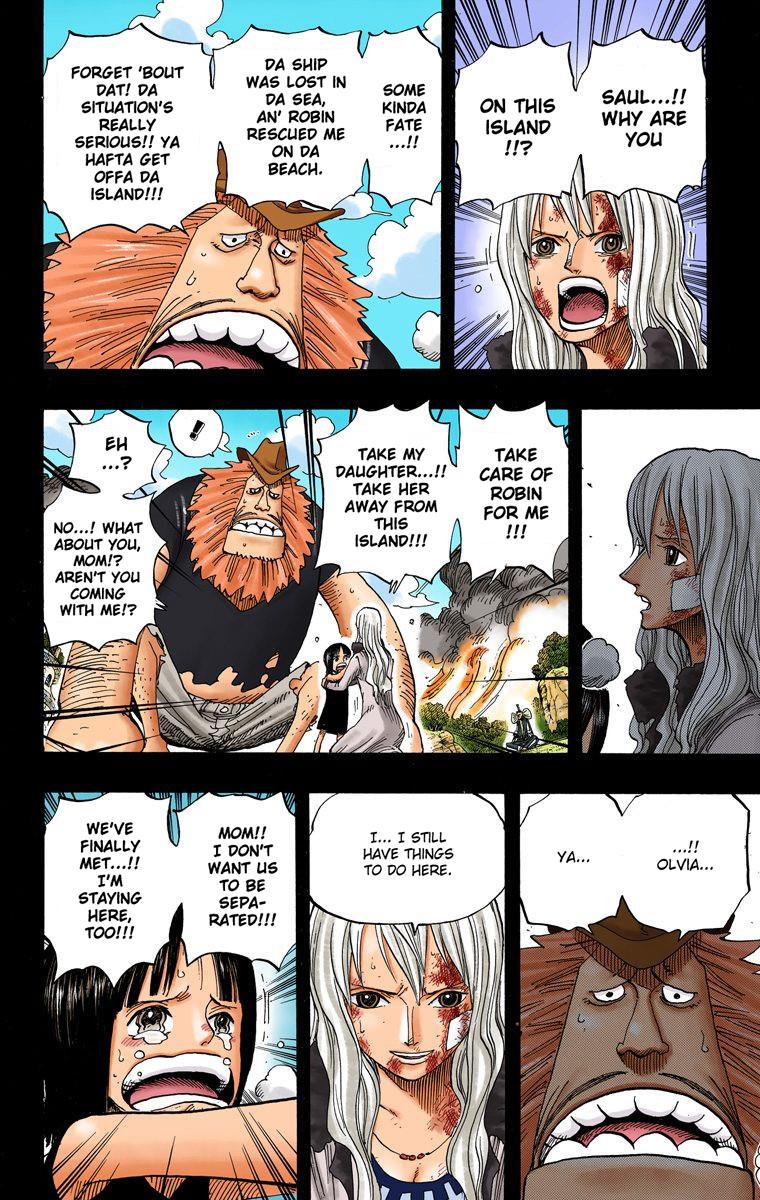 SAUL...!!
WHY ARE
YOU
ON THIS
ISLAND
!!?
SOME
KINDA
FATE
...!!
DA SHIP
WAS LOST IN
DA SEA,
AN' ROBIN
RESCUED ME
ON DA
BEACH.
FORGET 'BOUT
DAT! DA
SITUATION'S
REALLY
SERIOUS!! YA
HAFTA GET
OFFA DA
ISLAND!!!
TAKE
CARE OF
ROBIN
FOR ME
!!!
TAKE MY
DAUGHTER...!!
TAKE HER
AWAY FROM
THIS
ISLAND!!!
!
EH
...?
NO...! WHAT
ABOUT YOU,
MOM!?
AREN'T YOU
COMING
WITH ME!?
...!!
OLVIA...
YA...
I... I STILL
HAVE THINGS
TO DO HERE.
MOM!!
I DON'T
WANT US
TO BE
SEPA-
RATED!!!
WE'VE
FINALLY
MET...!!
I'M
STAYING
HERE,
TOO!!!